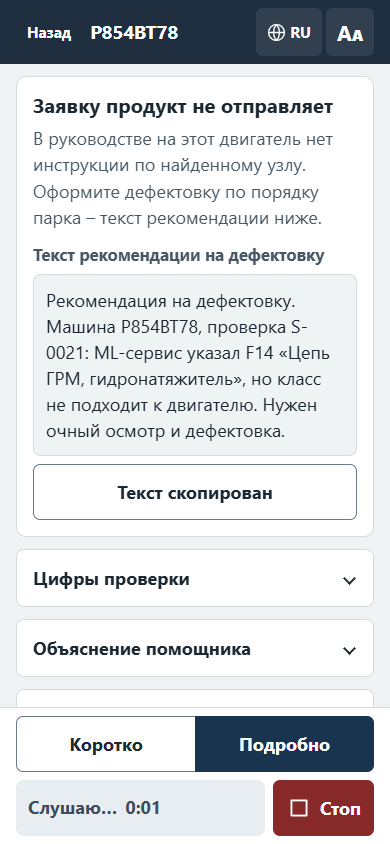 Назад P854BT78 RU Aᴀ
Заявку продукт не отправляет
В руководстве на этот двигатель нет
инструкции по найденному узлу.
Оформите дефектовку по порядку
парка – текст рекомендации ниже.
Текст рекомендации на дефектовку
Рекомендация на дефектовку.
Машина P854BT78, проверка S-
0021: ML-сервис указал F14 «Цепь
ГРМ, гидронатяжитель», но класс
не подходит к двигателю. Нужен
очный осмотр и дефектовка.
Текст скопирован
Цифры проверки
Объяснение помощника
Коротко Подробно
Слушаю... 0:01 Стоп